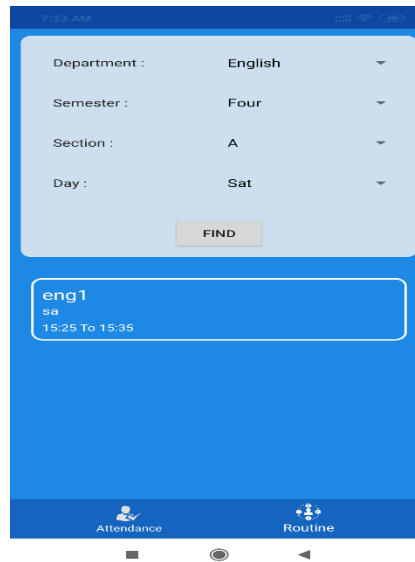 7:23 AM
Department : English
Semester : Four
Section : A
Day : Sat
FIND
eng1
sa
15:25 To 15:35
Attendance Routine